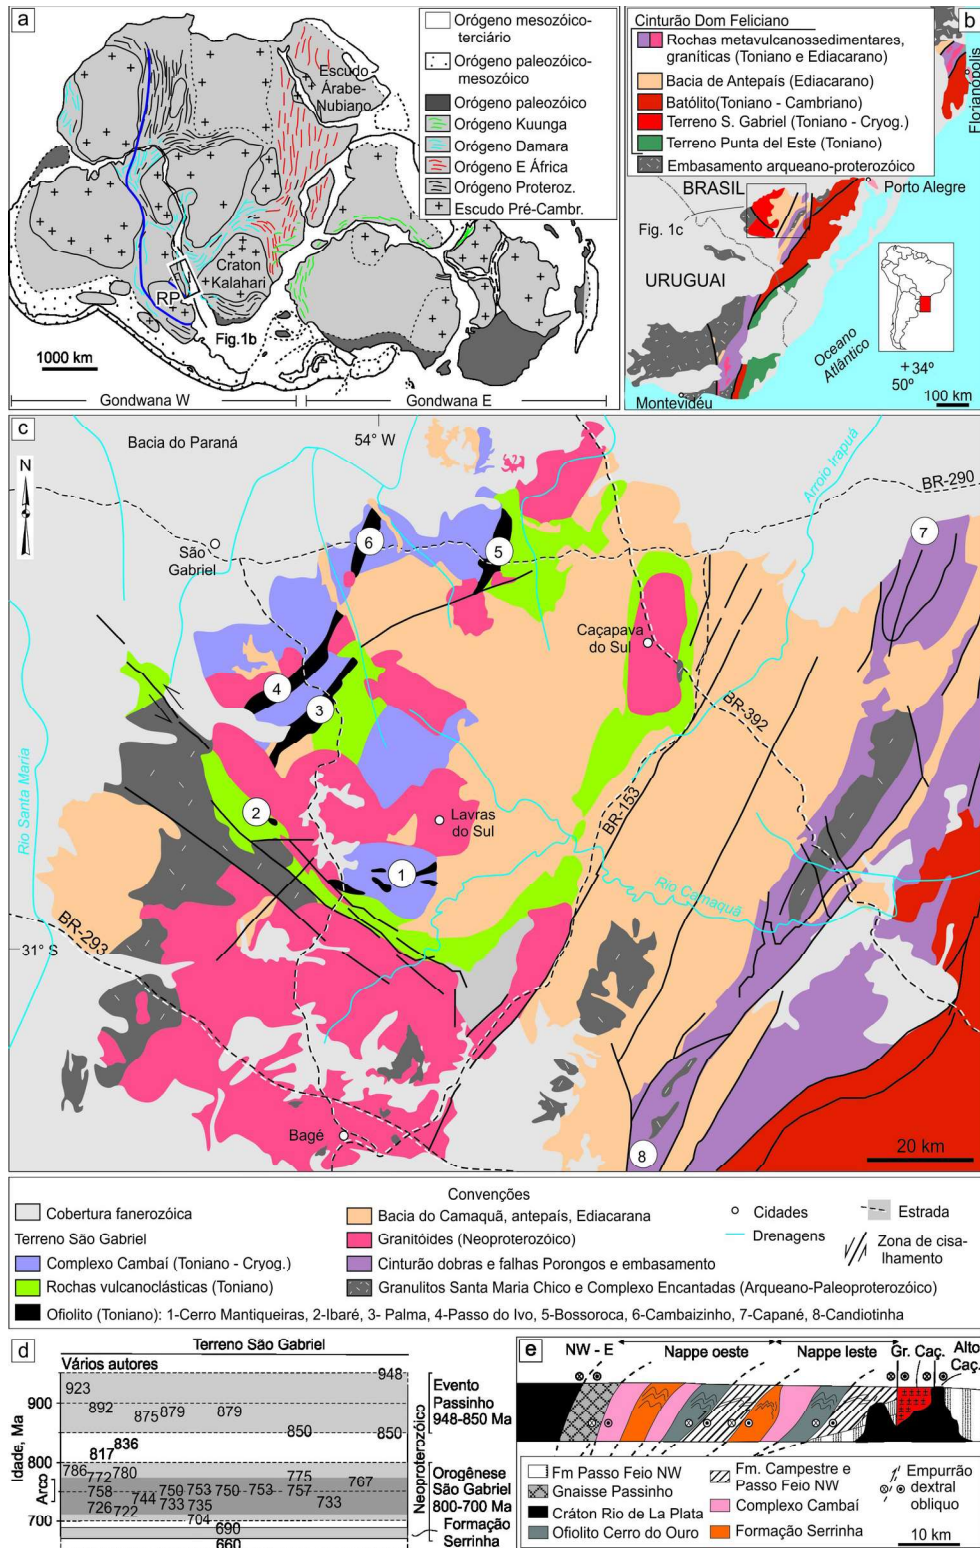 a
Escudo
Árabe-
Nubiano
Craton
Kalahari
RP
Fig.1b
1000 km
Gondwana W
Gondwana E
Orógeno mesozóico-
terciário
Orógeno paleozóico-
mesozóico
Orógeno paleozóico
Orógeno Kuunga
Orógeno Damara
Orógeno E África
Orógeno Proteroz.
Escudo Pré-Cambr.
b
Cinturão Dom Feliciano
Rochas metavulcanossedimentares,
graníticas (Toniano e Ediacarano)
Bacia de Antepaís (Ediacarano)
Batólito(Toniano - Cambriano)
Terreno S. Gabriel (Toniano - Cryog.)
Terreno Punta del Este (Toniano)
Embasamento arqueano-proterozóico
Florianópolis
BRASIL
Porto Alegre
Fig. 1c
URUGUAI
Oceano
Atlântico
+34º
50º
Montevidéu
100 km
c
Bacia do Paraná
54° W
N
Arroio Irapuá
BR-290
São
Gabriel
6
5
7
Caçapava
do Sul
4
3
BR-392
Rio Santa Maria
2
Lavras
do Sul
BR-153
1
Rio Camaquã
31° S
BR-293
Bagé
8
20 km
Convenções
Cobertura fanerozóica
Terreno São Gabriel
Complexo Cambaí (Toniano - Cryog.)
Rochas vulcanoclásticas (Toniano)
Bacia do Camaquã, antepaís, Ediacarana
Granitóides (Neoproterozóico)
Cinturão dobras e falhas Porongos e embasamento
Granulitos Santa Maria Chico e Complexo Encantadas (Arqueano-Paleoproterozóico)
Cidades
Drenagens
Estrada
Zona de cisa-
lhamento
Ofiolito (Toniano): 1-Cerro Mantiqueiras, 2-Ibaré, 3- Palma, 4-Passo do Ivo, 5-Bossoroca, 6-Cambaizinho, 7-Capané, 8-Candiotinha
d
Terreno São Gabriel
Vários autores
Idade, Ma
900
800
700
Arco
948
923
892
875
879
879
850
850
836
817
786
772
780
775
767
758
750
753
750
753
757
744
726
722
733
735
733
704
690
660
Evento
Passinho
948-850 Ma
Orogênese
São Gabriel
800-700 Ma
Formação
Serrinha
Neoproterozóico
e
NW - E
Nappe oeste
Nappe leste
Gr. Caç.
Alto
Caç.
Fm Passo Feio NW
Gnaisse Passinho
Cráton Rio de La Plata
Ofiolito Cerro do Ouro
Fm. Campestre e
Passo Feio NW
Complexo Cambaí
Formação Serrinha
Empurrão
dextral
obliquo
10 km